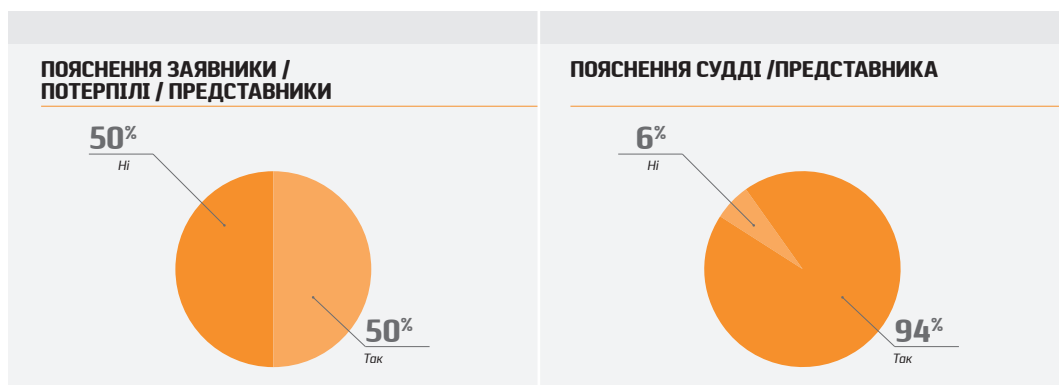 ПОЯСНЕННЯ ЗАЯВНИКИ /
ПОТЕРПІЛІ / ПРЕДСТАВНИКИ
50%
Ні
50%
Так
ПОЯСНЕННЯ СУДДІ /ПРЕДСТАВНИКА
6%
Ні
94%
Так